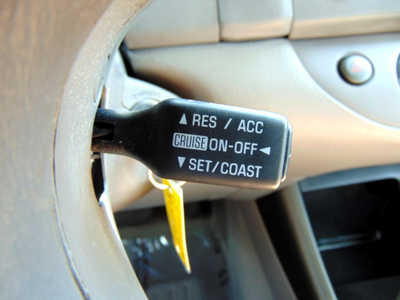 ▲ RES / ACC
CRUISE ON-OFF ◄
▼ SET/COAST